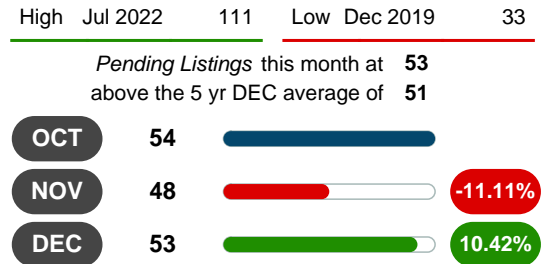 High Jul 2022 111 Low Dec 2019 33
Pending Listings this month at 53
above the 5 yr DEC average of 51
OCT 54
NOV 48 -11.11%
DEC 53 10.42%